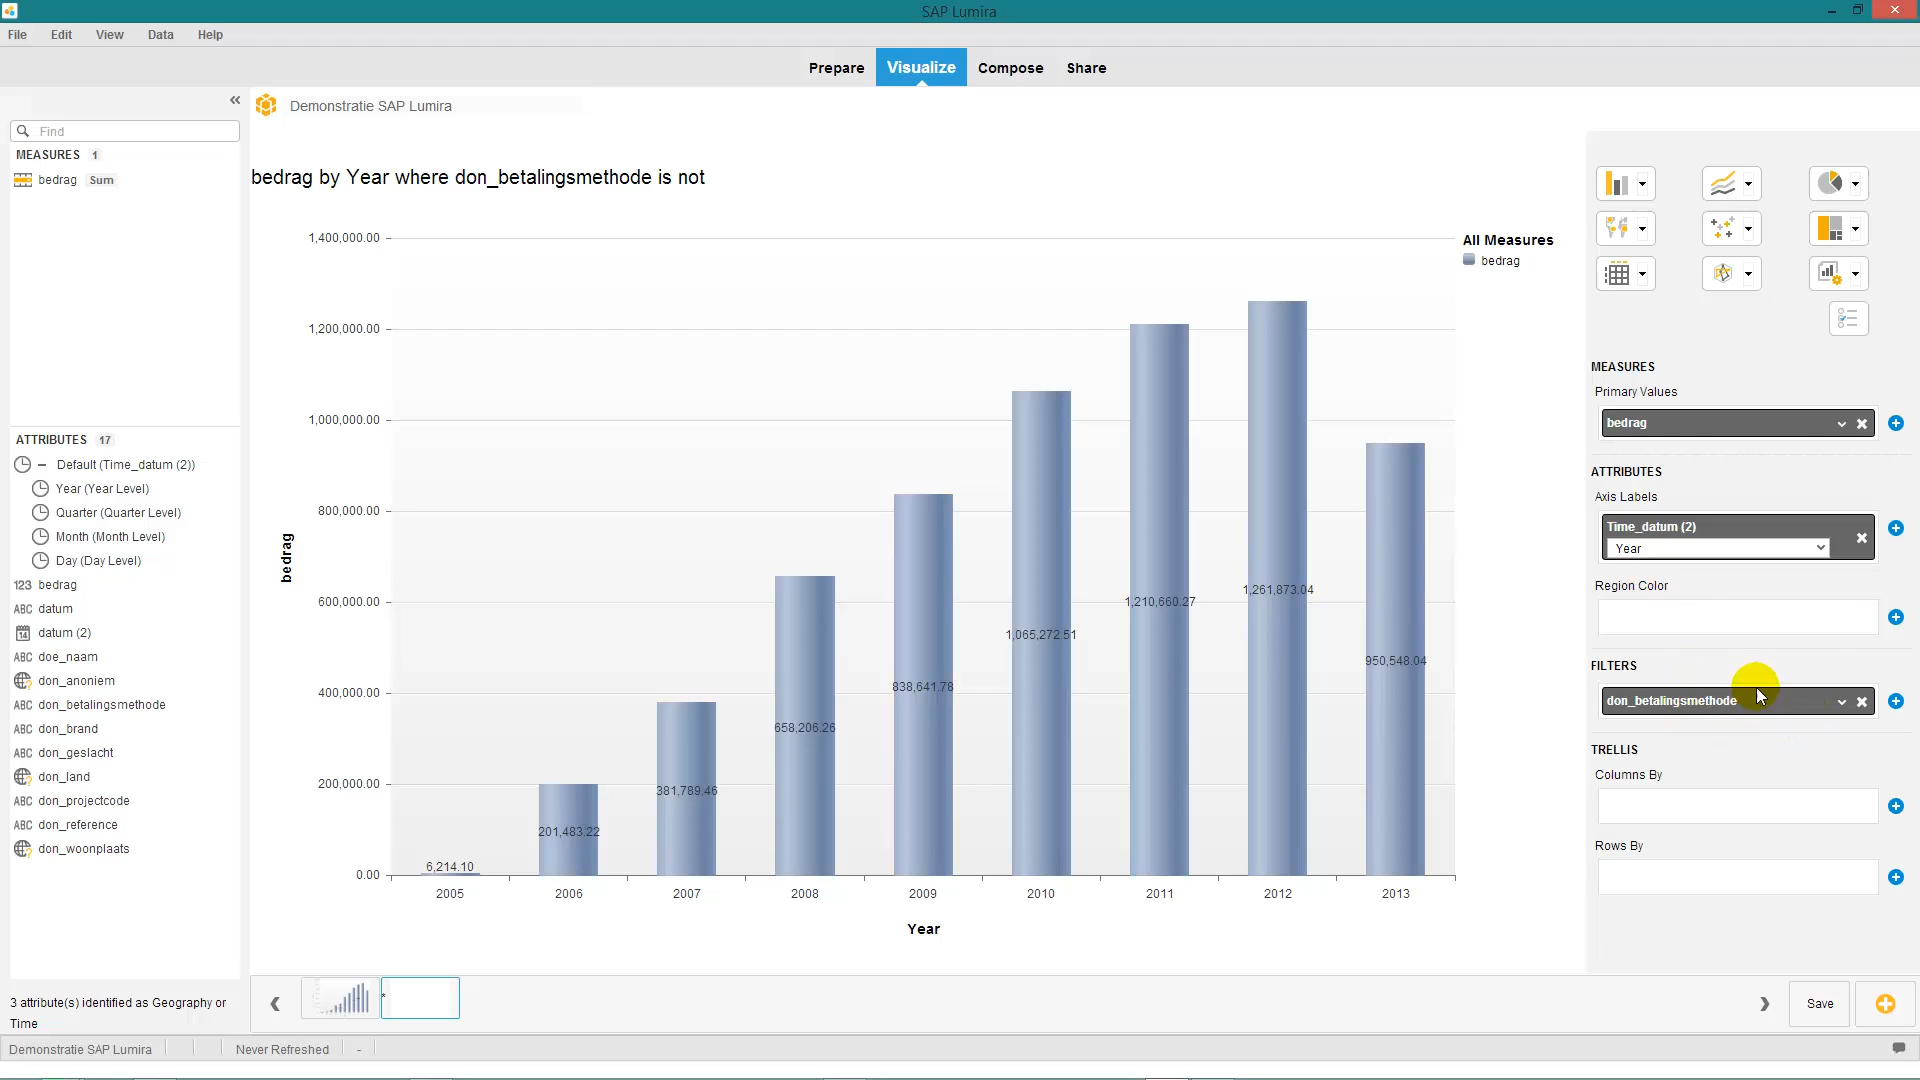 SAP Lumira
File Edit View Data Help
Prepare Visualize Compose Share
Demonstratie SAP Lumira
Find
MEASURES 1
bedrag Sum
ATTRIBUTES 17
Default (Time_datum (2))
Year (Year Level)
Quarter (Quarter Level)
Month (Month Level)
Day (Day Level)
123 bedrag
ABC datum
14 datum (2)
ABC doe_naam
don_anoniem
ABC don_betalingsmethode
ABC don_brand
ABC don_geslacht
don_land
ABC don_projectcode
ABC don_reference
don_woonplaats
3 attribute(s) identified as Geography or
Time
bedrag by Year where don_betalingsmethode is not
1,400,000.00
1,200,000.00
1,000,000.00
800,000.00
600,000.00
400,000.00
200,000.00
0.00
bedrag
6,214.10
201,483.22
381,789.46
658,206.26
838,641.78
1,065,272.51
1,210,660.27
1,261,873.04
950,548.04
2005 2006 2007 2008 2009 2010 2011 2012 2013
Year
All Measures
bedrag
MEASURES
Primary Values
bedrag
ATTRIBUTES
Axis Labels
Time_datum (2)
Year
Region Color
FILTERS
don_betalingsmethode
TRELLIS
Columns By
Rows By
*
Save
Demonstratie SAP Lumira Never Refreshed -